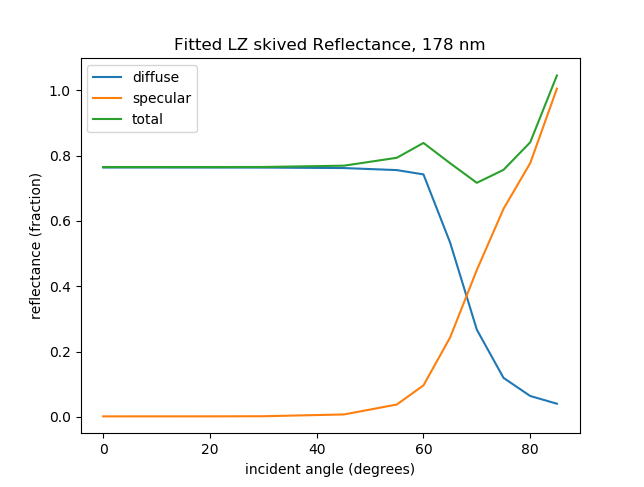 Fitted LZ skived Reflectance, 178 nm
diffuse
specular
total
reflectance (fraction)
1.0
0.8
0.6
0.4
0.2
0.0
0 20 40 60 80
incident angle (degrees)